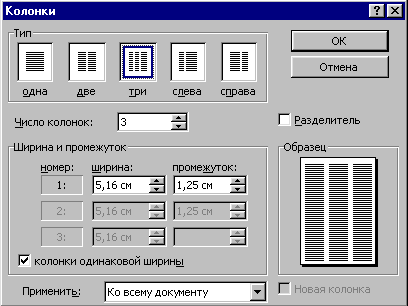 Колонки
Тип
одна две три слева справа
ОК
Отмена
Число колонок: 3
Разделитель
Ширина и промежуток
номер: ширина: промежуток:
1: 5,16 см 1,25 см
2: 5,16 см 1,25 см
3: 5,16 см
колонки одинаковой ширины
Образец
Применить: Ко всему документу
Новая колонка